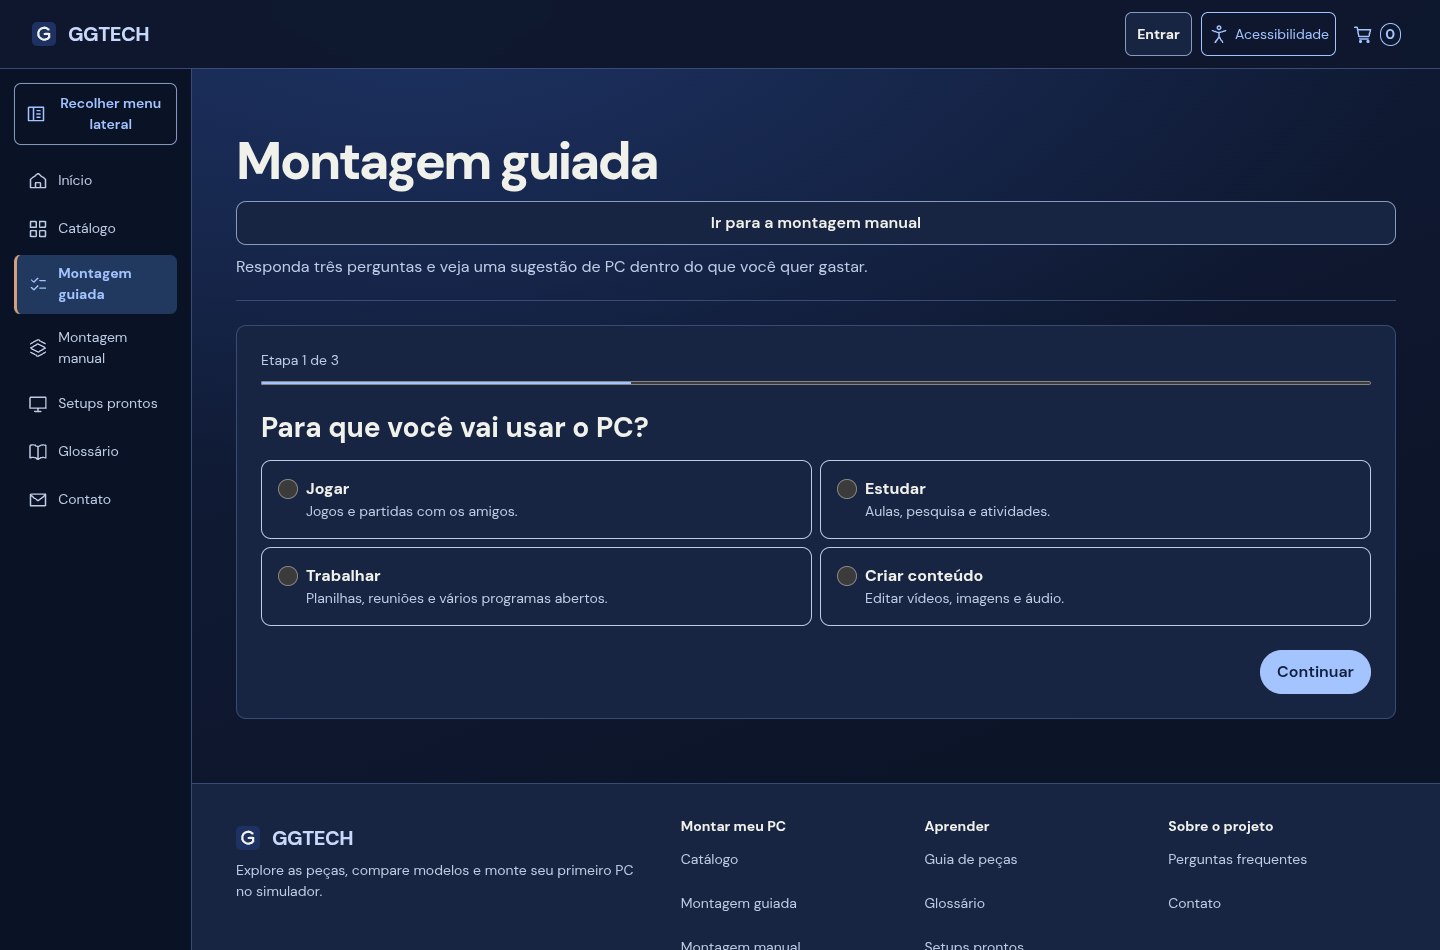 G GGTECH
Entrar
Acessibilidade
0
Recolher menu
lateral
Início
Catálogo
Montagem
guiada
Montagem
manual
Setups prontos
Glossário
Contato
Montagem guiada
Ir para a montagem manual
Responda três perguntas e veja uma sugestão de PC dentro do que você quer gastar.
Etapa 1 de 3
Para que você vai usar o PC?
Jogar
Jogos e partidas com os amigos.
Estudar
Aulas, pesquisa e atividades.
Trabalhar
Planilhas, reuniões e vários programas abertos.
Criar conteúdo
Editar vídeos, imagens e áudio.
Continuar
G GGTECH
Explore as peças, compare modelos e monte seu primeiro PC
no simulador.
Montar meu PC
Catálogo
Montagem guiada
Montagem manual
Aprender
Guia de peças
Glossário
Setups prontos
Sobre o projeto
Perguntas frequentes
Contato